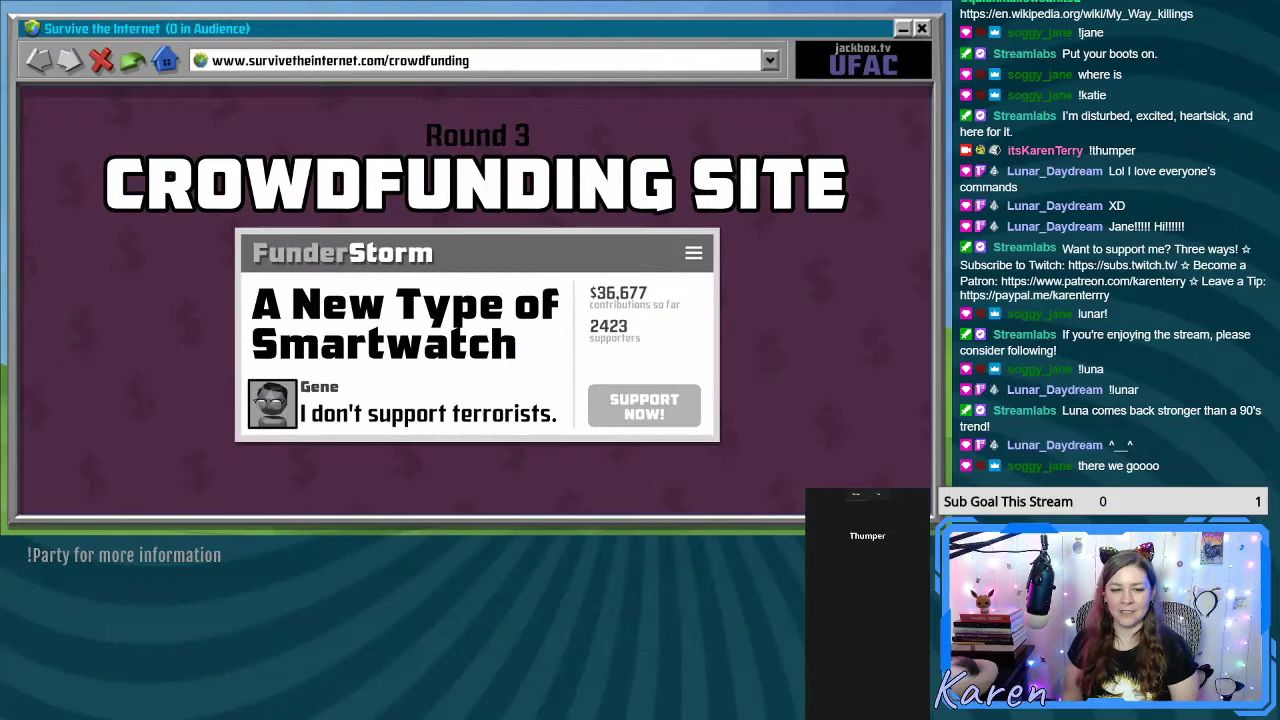 Survive the Internet (0 in Audience)
www.survivetheinternet.com/crowdfunding
jackbox.tv
UFAC
Round 3
CROWDFUNDING SITE
FunderStorm
A New Type of
Smartwatch
$36,677
contributions so far
2423
supporters
Gene
I don't support terrorists.
SUPPORT
NOW!
!Party for more information
Thumper
https://en.wikipedia.org/wiki/My_Way_killings
soggy_jane !jane
Streamlabs Put your boots on.
soggy_jane where is
soggy_jane !katie
Streamlabs I'm disturbed, excited, heartsick, and
here for it.
itsKarenTerry !thumper
Lunar_Daydream Lol I love everyone's
commands
Lunar_Daydream XD
Lunar_Daydream Jane!!!!! Hi!!!!!!
Streamlabs Want to support me? Three ways! ☆
Subscribe to Twitch: https://subs.twitch.tv/ ☆ Become a
Patron: https://www.patreon.com/karenterry ☆ Leave a Tip:
https://paypal.me/karenterry
soggy_jane lunar!
Streamlabs If you're enjoying the stream, please
consider following!
soggy_jane !luna
Lunar_Daydream !lunar
Streamlabs Luna comes back stronger than a 90's
trend!
Lunar_Daydream ^__^
soggy_jane there we goooo
Sub Goal This Stream 0 1
Karen